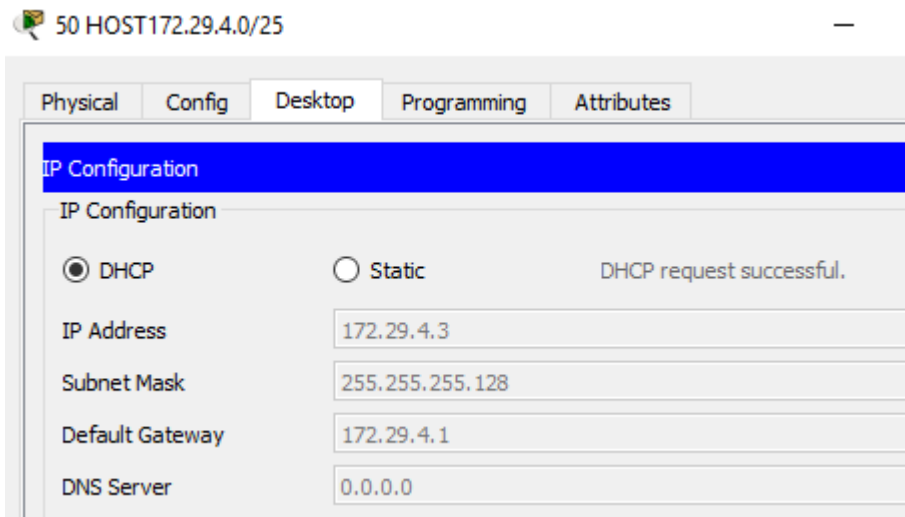 50 HOST172.29.4.0/25
Physical Config Desktop Programming Attributes
IP Configuration
IP Configuration
DHCP Static DHCP request successful.
IP Address 172.29.4.3
Subnet Mask 255.255.255.128
Default Gateway 172.29.4.1
DNS Server 0.0.0.0